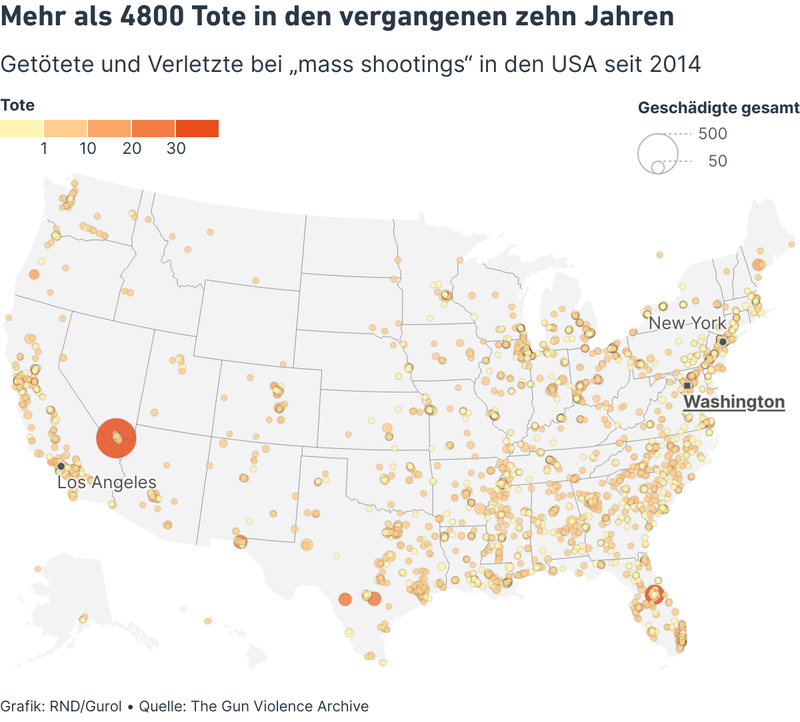 Mehr als 4800 Tote in den vergangenen zehn Jahren
Getötete und Verletzte bei „mass shootings“ in den USA seit 2014
Tote
1 10 20 30
Geschädigte gesamt
500
50
New York
Washington
Los Angeles
Grafik: RND/Gurol • Quelle: The Gun Violence Archive